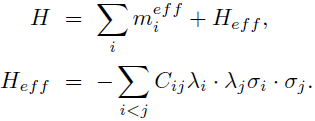 H = ∑_i m_i^{eff} + H_{eff},
H_{eff} = − ∑_{i<j} C_{ij} λ_i · λ_j σ_i · σ_j.